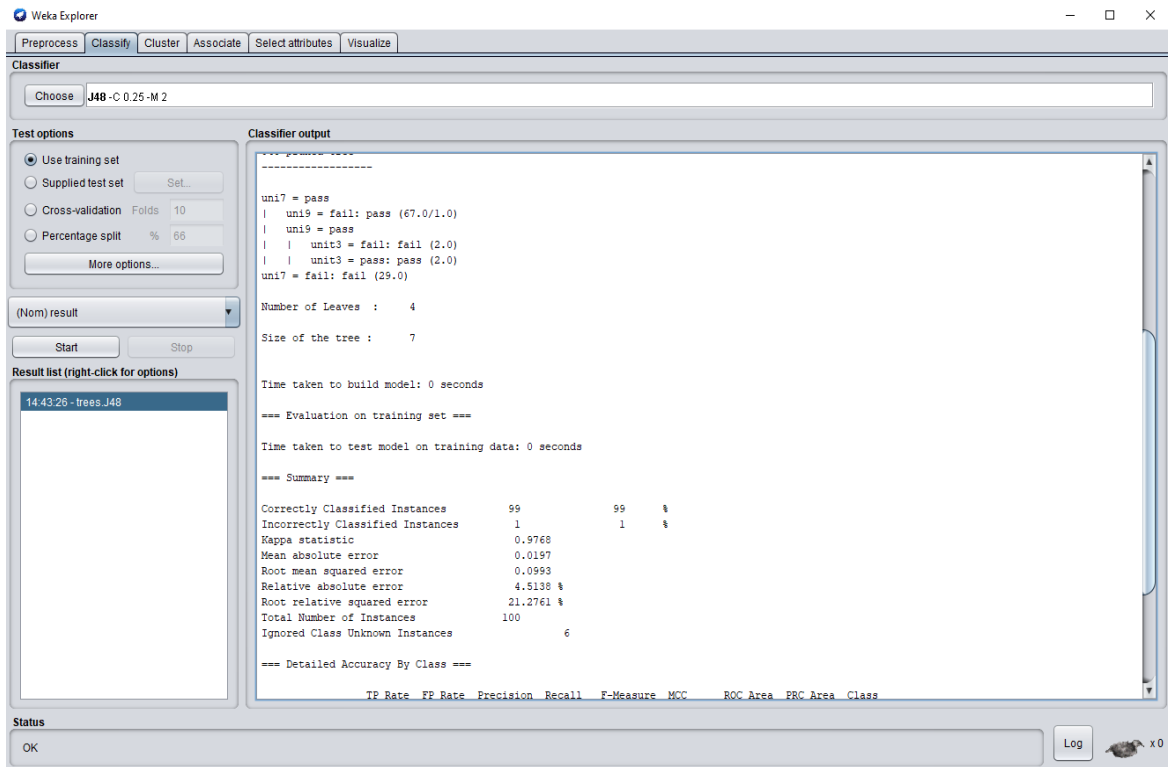 Weka Explorer
Preprocess Classify Cluster Associate Select attributes Visualize
Classifier
Choose J48 -C 0.25 -M 2
Test options
Use training set
Supplied test set Set...
Cross-validation Folds 10
Percentage split % 66
More options...
(Nom) result
Start Stop
Result list (right-click for options)
14:43:26 - trees.J48
Classifier output
------------------
uni7 = pass
|   uni9 = fail: pass (67.0/1.0)
|   uni9 = pass
|   |   unit3 = fail: fail (2.0)
|   |   unit3 = pass: pass (2.0)
uni7 = fail: fail (29.0)
Number of Leaves  :     4
Size of the tree :      7
Time taken to build model: 0 seconds
=== Evaluation on training set ===
Time taken to test model on training data: 0 seconds
=== Summary ===
Correctly Classified Instances          99               99      %
Incorrectly Classified Instances         1                1      %
Kappa statistic                          0.9768
Mean absolute error                      0.0197
Root mean squared error                  0.0993
Relative absolute error                  4.5138 %
Root relative squared error             21.2761 %
Total Number of Instances              100
Ignored Class Unknown Instances                  6
=== Detailed Accuracy By Class ===
TP Rate  FP Rate  Precision  Recall   F-Measure  MCC      ROC Area  PRC Area  Class
Status
OK
Log
x 0